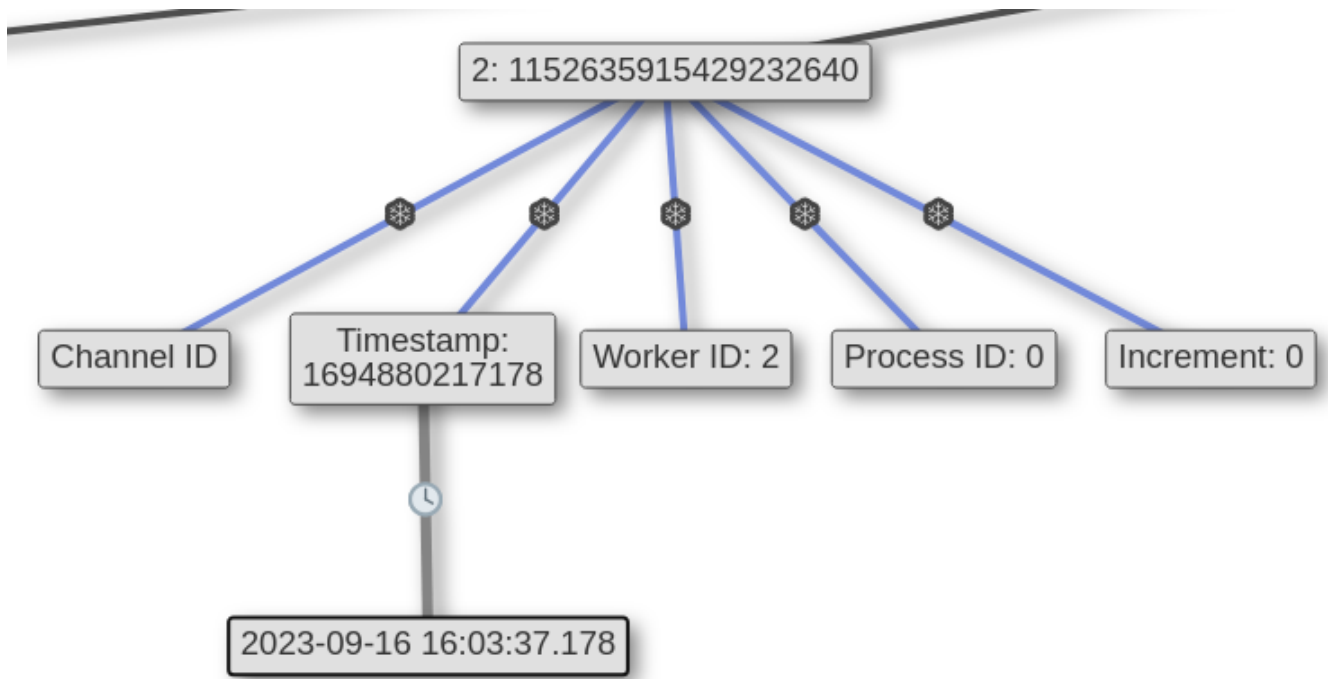 2: 1152635915429232640
Channel ID
Timestamp:
1694880217178
Worker ID: 2
Process ID: 0
Increment: 0
2023-09-16 16:03:37.178